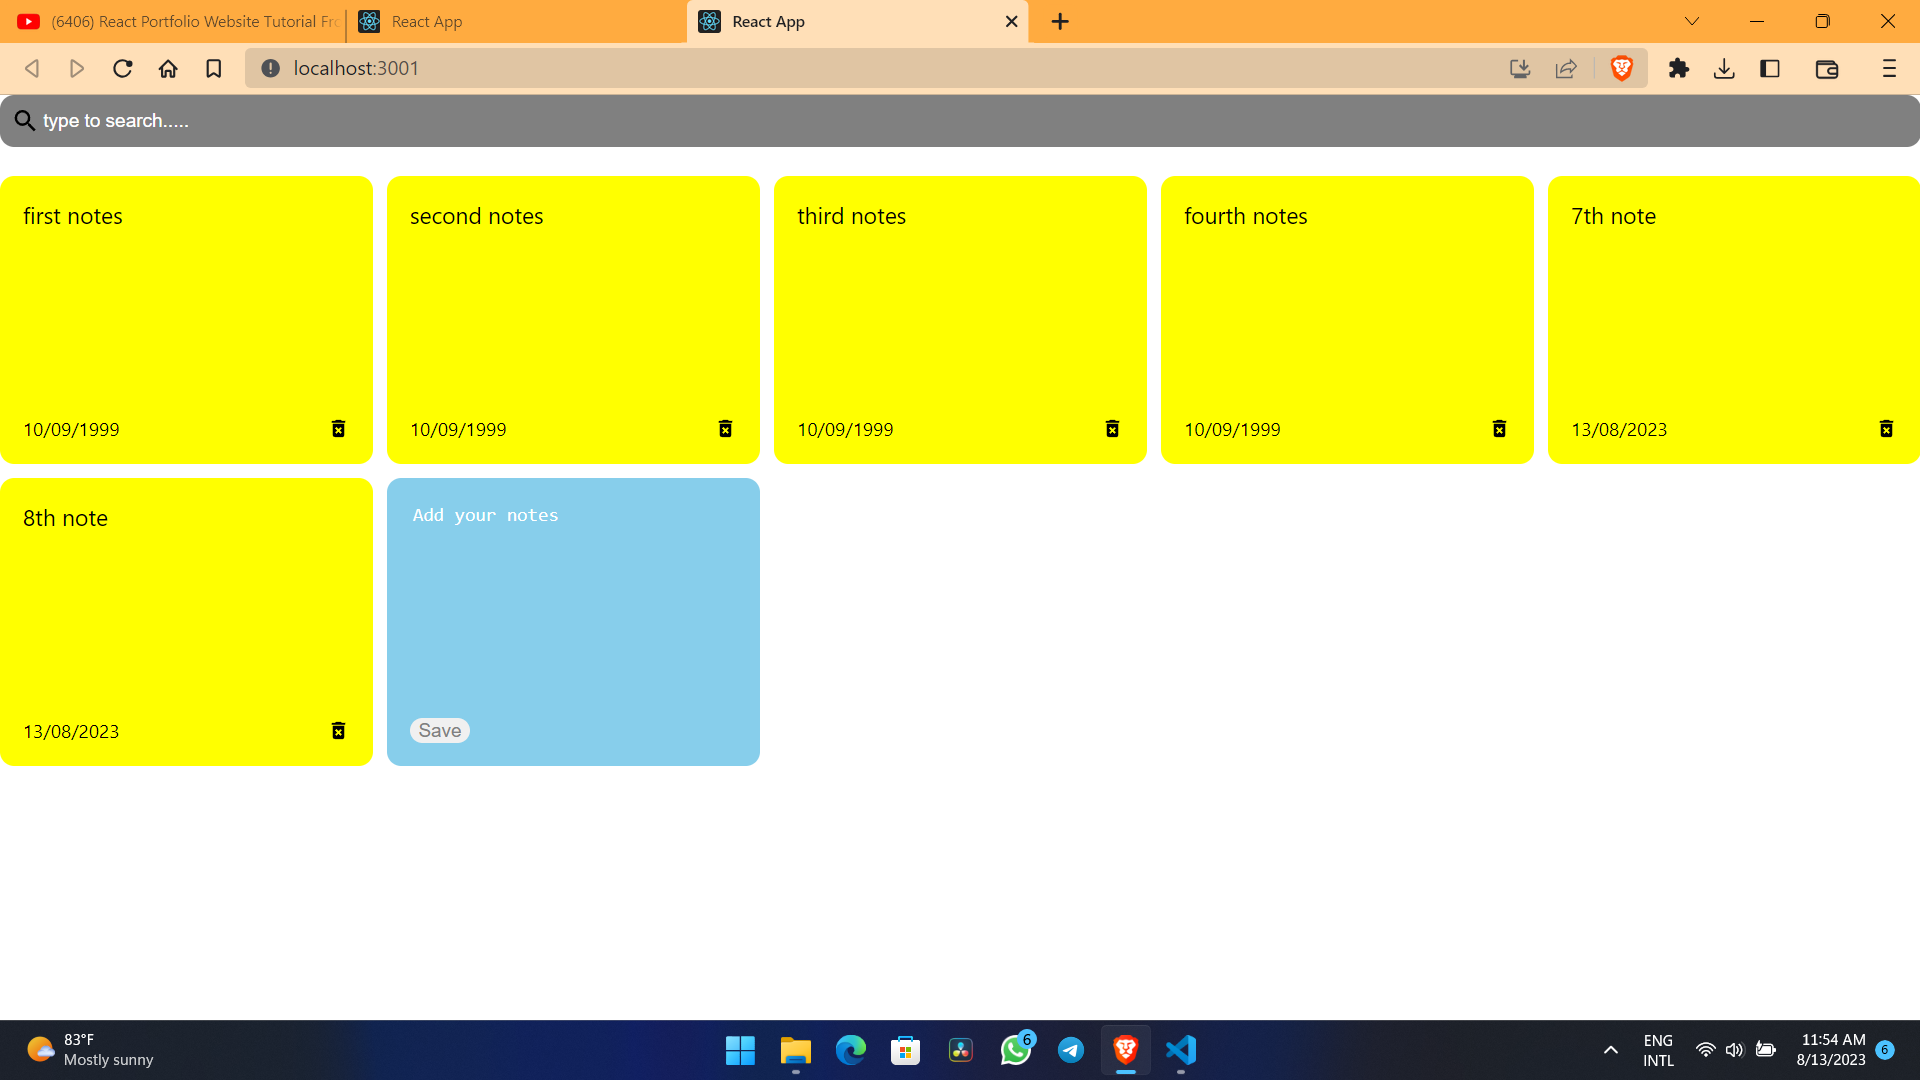 (6406) React Portfolio Website Tutorial Fr
React App
React App
localhost:3001
type to search.....
first notes
second notes
third notes
fourth notes
7th note
10/09/1999
10/09/1999
10/09/1999
10/09/1999
13/08/2023
8th note
Add your notes
13/08/2023
Save
83°F
Mostly sunny
6
ENG
INTL
11:54 AM
8/13/2023
6